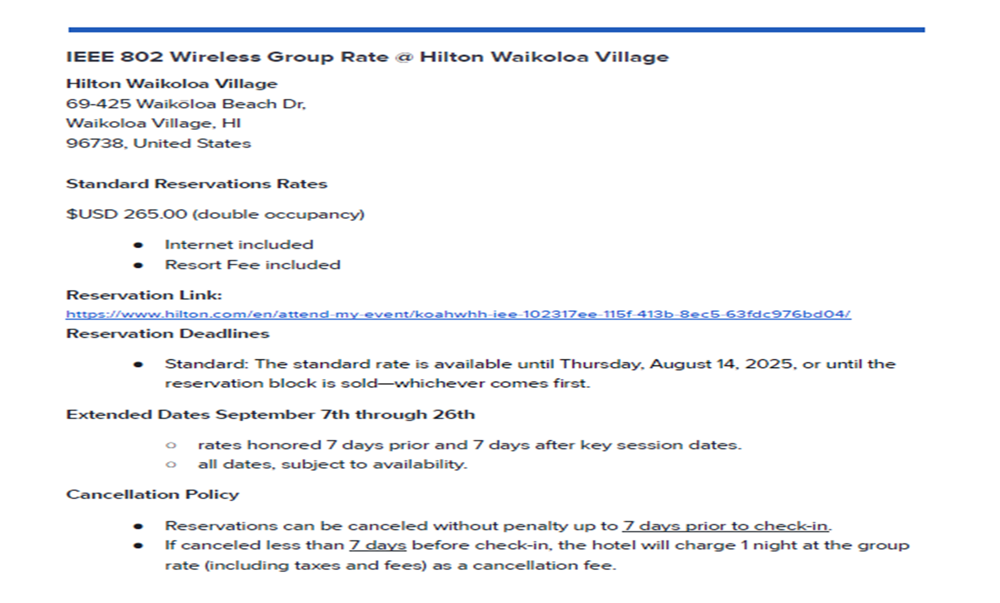 IEEE 802 Wireless Group Rate @ Hilton Waikoloa Village
Hilton Waikoloa Village
69-425 Waikōloa Beach Dr,
Waikoloa Village, HI
96738, United States
Standard Reservations Rates
$USD 265.00 (double occupancy)
● Internet included
● Resort Fee included
Reservation Link:
https://www.hilton.com/en/attend-my-event/koahwhh-iee-102317ee-115f-413b-8ec5-63fdc976bd04/
Reservation Deadlines
● Standard: The standard rate is available until Thursday, August 14, 2025, or until the
reservation block is sold—whichever comes first.
Extended Dates September 7th through 26th
○ rates honored 7 days prior and 7 days after key session dates.
○ all dates, subject to availability.
Cancellation Policy
● Reservations can be canceled without penalty up to 7 days prior to check-in.
● If canceled less than 7 days before check-in, the hotel will charge 1 night at the group
rate (including taxes and fees) as a cancellation fee.